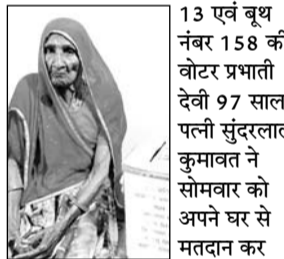 13 एवं बूथ
नंबर 158 की
वोटर प्रभाती
देवी 97 साल
पत्नी सुंदरलाल
कुमावत ने
सोमवार को
अपने घर से
मतदान कर